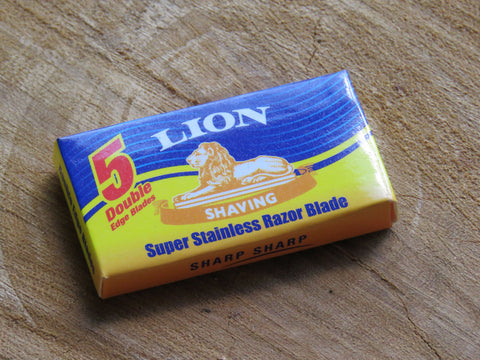 LION
5
Double
Edge Blades
SHAVING
Super Stainless Razor Blade
SHARP SHARP